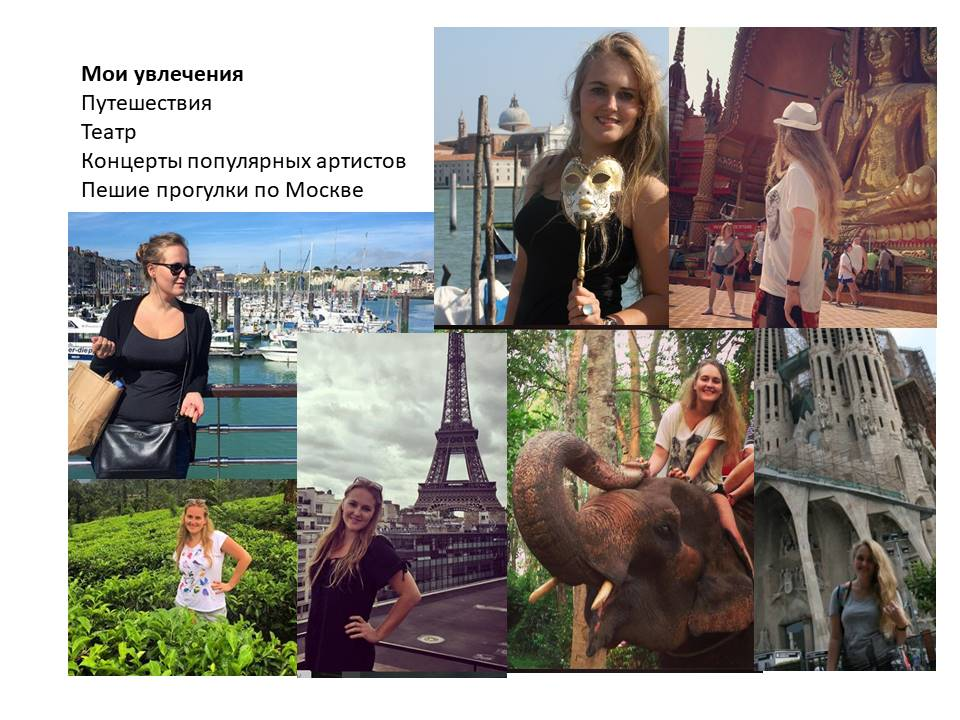 Мои увлечения
Путешествия
Театр
Концерты популярных артистов
Пешие прогулки по Москве